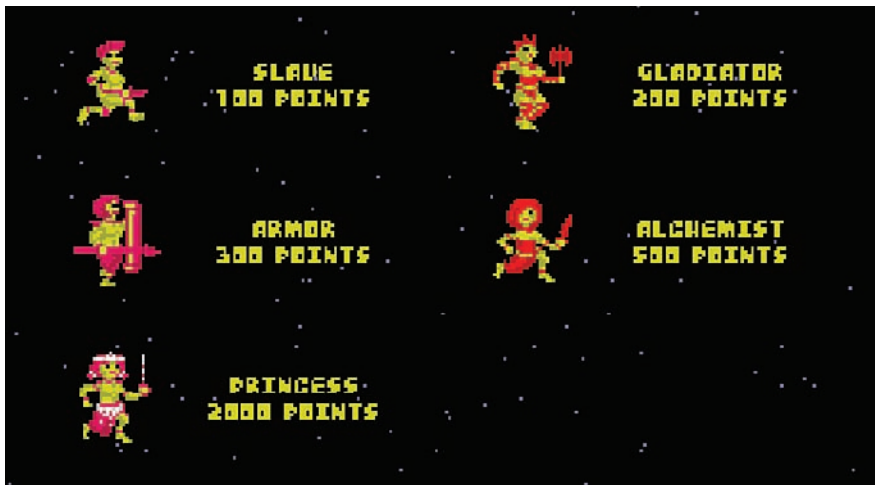 SLAVE
100 POINTS
GLADIATOR
200 POINTS
ARMOR
300 POINTS
ALCHEMIST
500 POINTS
PRINCESS
2000 POINTS